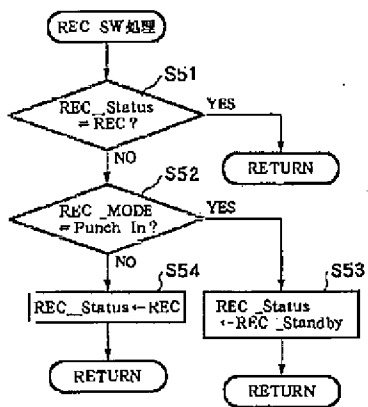 REC SW処理
S51
REC_Status
=REC?
YES
NO
RETURN
S52
REC_MODE
=Punch In?
YES
NO
S54
S53
REC_Status←REC
REC_Status
←REC_Standby
RETURN
RETURN